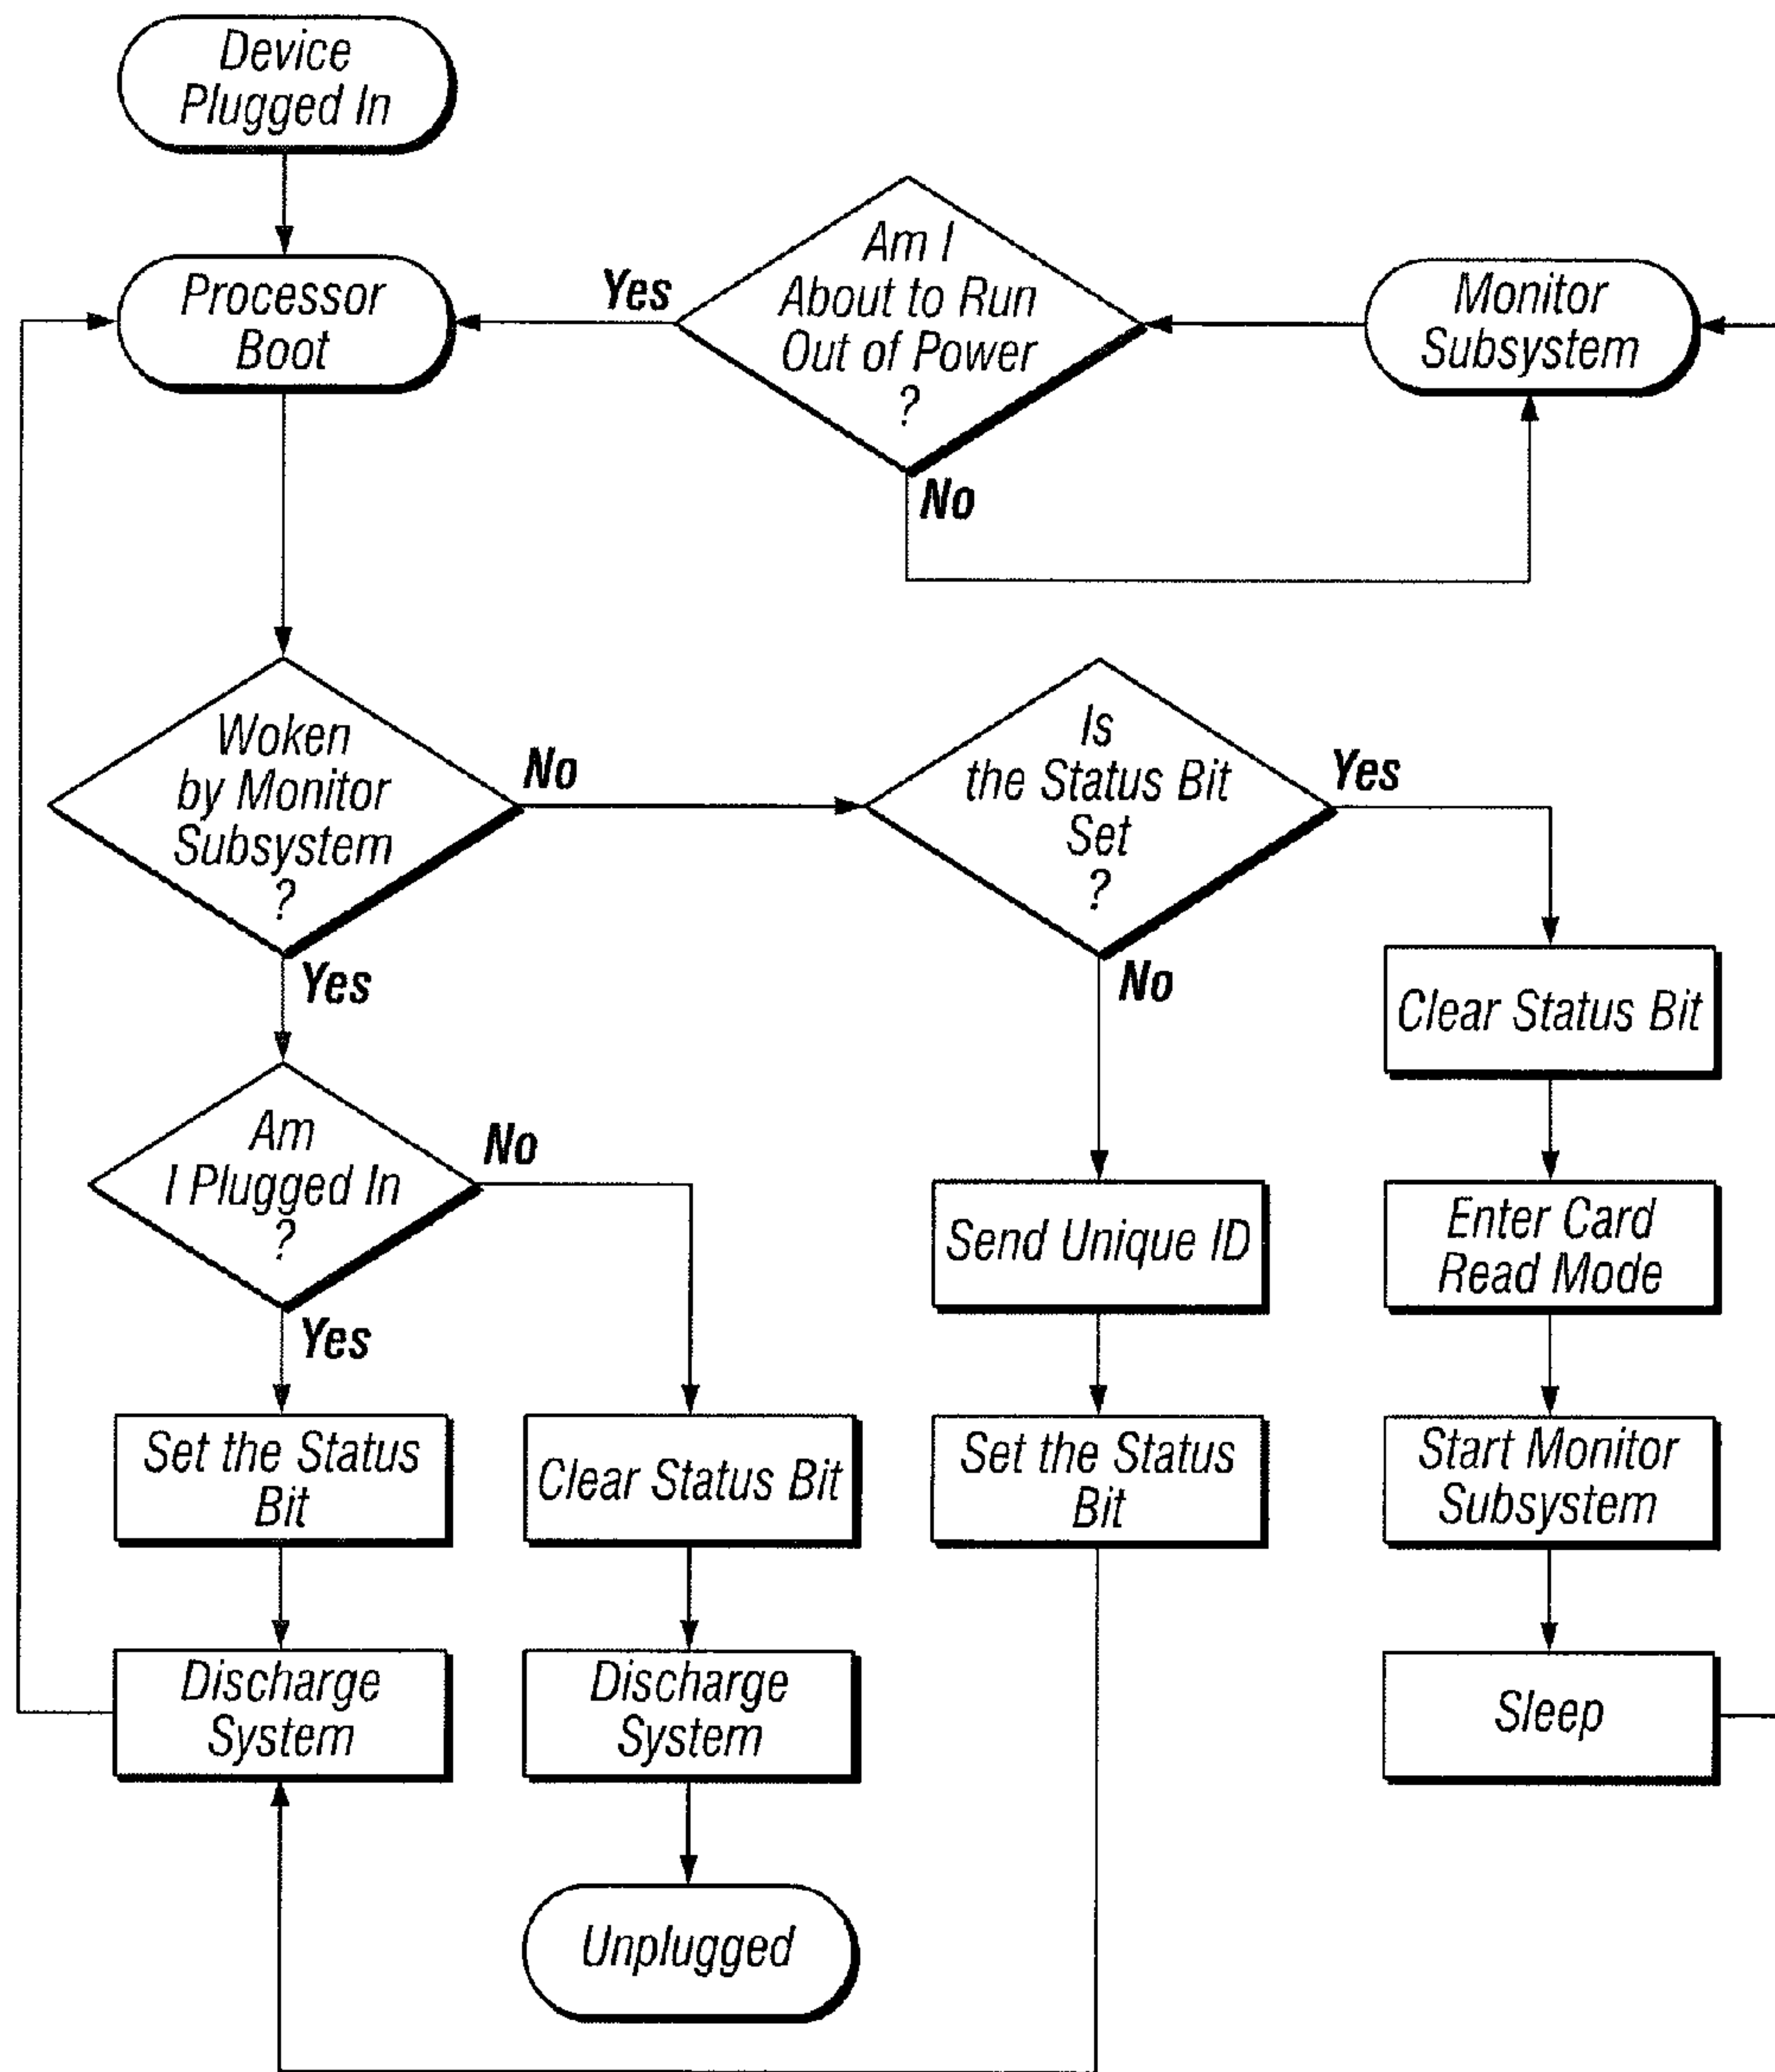 Device
Plugged In
Processor
Boot
Yes
Am I
About to Run
Out of Power
?
No
Monitor
Subsystem
Woken
by Monitor
Subsystem
?
No
Yes
Is
the Status Bit
Set
?
Yes
No
Clear Status Bit
Am
I Plugged In
?
No
Yes
Send Unique ID
Enter Card
Read Mode
Set the Status
Bit
Clear Status Bit
Set the Status
Bit
Start Monitor
Subsystem
Discharge
System
Discharge
System
Sleep
Unplugged